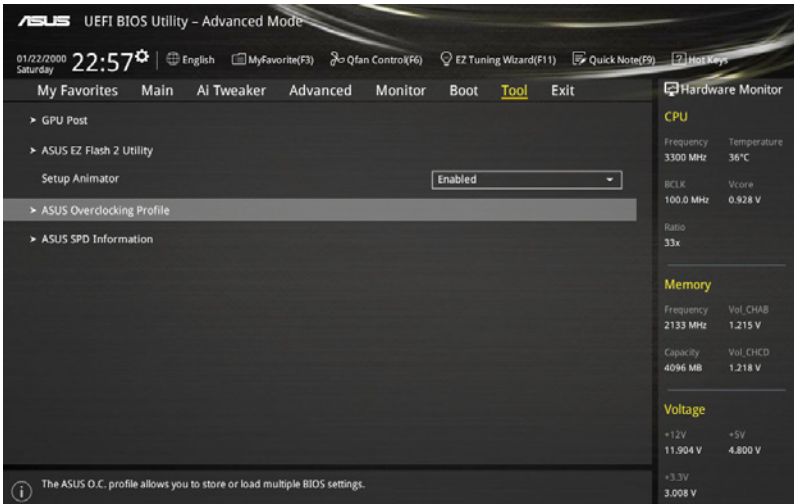 ASUS UEFI BIOS Utility – Advanced Mode
01/22/2000 Saturday 22:57 English MyFavorite(F3) Qfan Control(F6) EZ Tuning Wizard(F11) Quick Note(F9) ? Hot Keys
My Favorites Main Ai Tweaker Advanced Monitor Boot Tool Exit
> GPU Post
> ASUS EZ Flash 2 Utility
Setup Animator Enabled
> ASUS Overclocking Profile
> ASUS SPD Information
Hardware Monitor
CPU
Frequency Temperature
3300 MHz 36°C
BCLK Vcore
100.0 MHz 0.928 V
Ratio
33x
Memory
Frequency Vol_CHAB
2133 MHz 1.215 V
Capacity Vol_CHCD
4096 MB 1.218 V
Voltage
+12V +5V
11.904 V 4.800 V
+3.3V
3.008 V
i The ASUS O.C. profile allows you to store or load multiple BIOS settings.